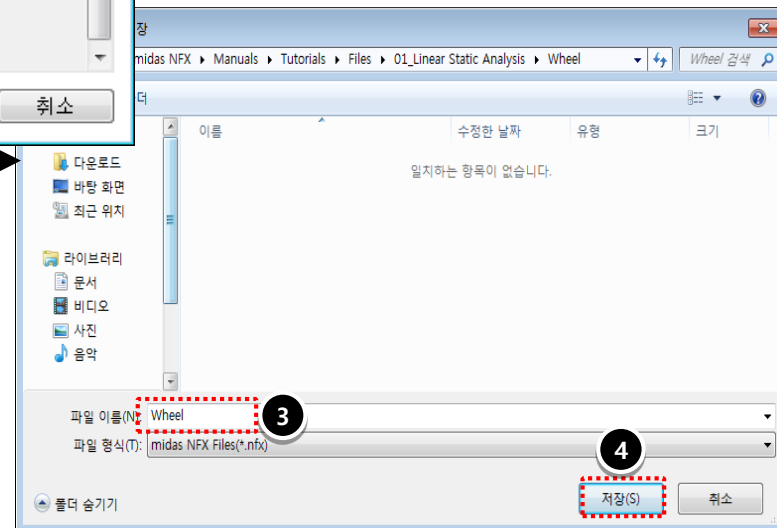 장
midas NFX ▸ Manuals ▸ Tutorials ▸ Files ▸ 01_Linear Static Analysis ▸ Wheel
Wheel 검색
취소
더
이름 수정한 날짜 유형 크기
일치하는 항목이 없습니다.
다운로드
바탕 화면
최근 위치
라이브러리
문서
비디오
사진
음악
파일 이름(N): Wheel
3
파일 형식(T): midas NFX Files(*.nfx)
4
저장(S) 취소
폴더 숨기기